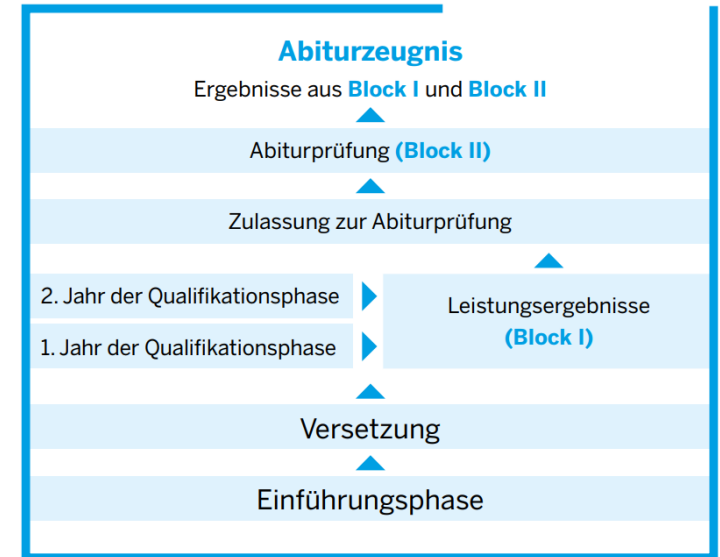 Abiturzeugnis
Ergebnisse aus Block I und Block II
Abiturprüfung (Block II)
Zulassung zur Abiturprüfung
2. Jahr der Qualifikationsphase
1. Jahr der Qualifikationsphase
Leistungsergebnisse
(Block I)
Versetzung
Einführungsphase